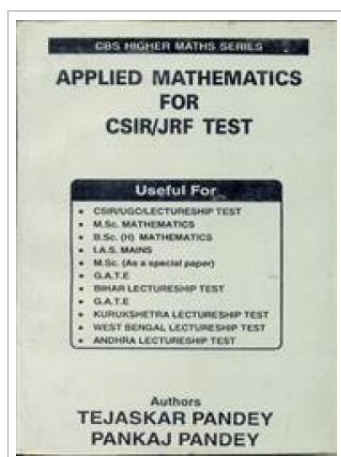 CBS HIGHER MATHS SERIES
APPLIED MATHEMATICS
FOR
CSIR/JRF TEST
Useful For
• CSIR/UGC/LECTURESHIP TEST
• M.Sc. MATHEMATICS
• B.Sc. (H) MATHEMATICS
• I.A.S. MAINS
• M.Sc. (As a special paper)
• G.A.T.E
• BIHAR LECTURESHIP TEST
• G.A.T.E
• KURUKSHETRA LECTURESHIP TEST
• WEST BENGAL LECTURESHIP TEST
• ANDHRA LECTURESHIP TEST
Authors
TEJASKAR PANDEY
PANKAJ PANDEY